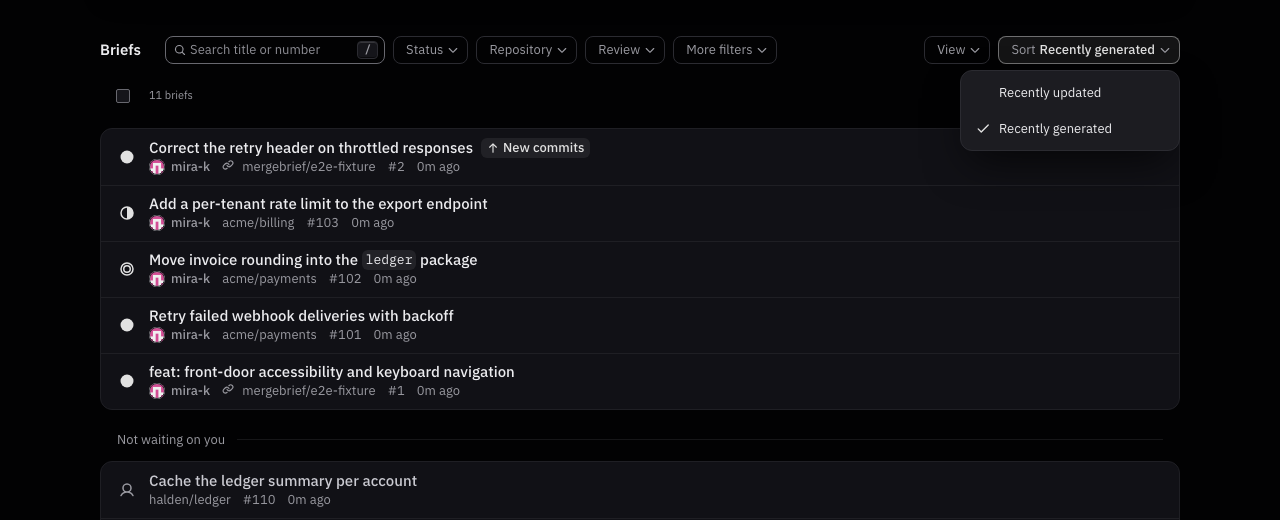 Briefs
Search title or number /
Status
Repository
Review
More filters
View
Sort Recently generated
Recently updated
Recently generated
11 briefs
Correct the retry header on throttled responses New commits
mira-k mergebrief/e2e-fixture #2 0m ago
Add a per-tenant rate limit to the export endpoint
mira-k acme/billing #103 0m ago
Move invoice rounding into the ledger package
mira-k acme/payments #102 0m ago
Retry failed webhook deliveries with backoff
mira-k acme/payments #101 0m ago
feat: front-door accessibility and keyboard navigation
mira-k mergebrief/e2e-fixture #1 0m ago
Not waiting on you
Cache the ledger summary per account
halden/ledger #110 0m ago